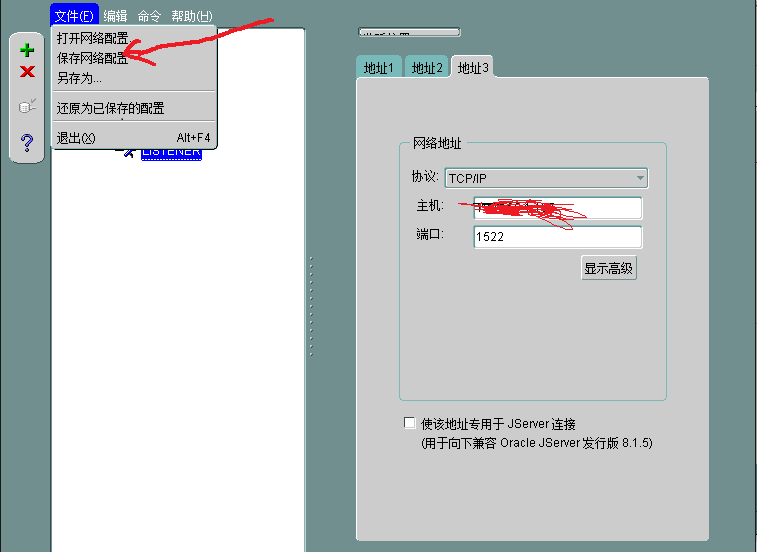 文件(F) 编辑 命令 帮助(H)
打开网络配置...
保存网络配置
另存为...
还原为已保存的配置
退出(X) Alt+F4
LISTENER
地址1 地址2 地址3
网络地址
协议: TCP/IP
主机:
端口: 1522
显示高级
使该地址专用于 JServer 连接
(用于向下兼容 Oracle JServer 发行版 8.1.5)